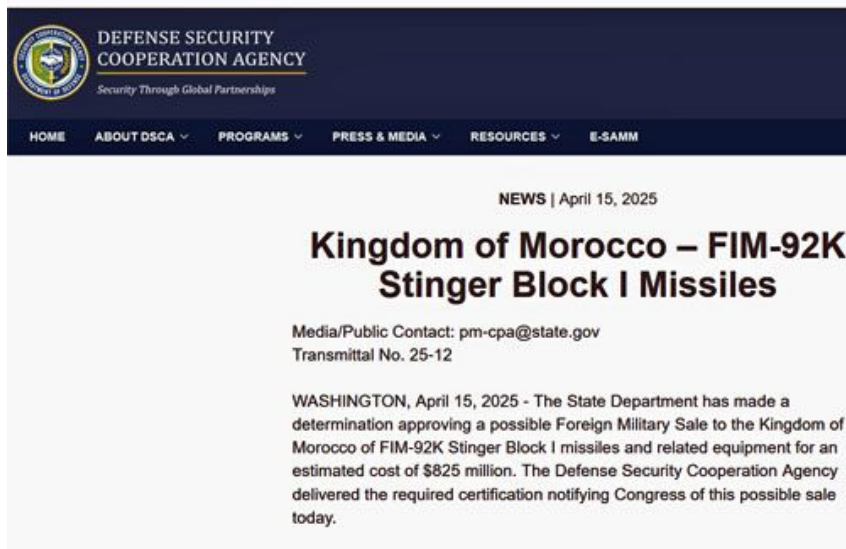 DEFENSE SECURITY
COOPERATION AGENCY
Security Through Global Partnerships
HOME ABOUT DSCA PROGRAMS PRESS & MEDIA RESOURCES E-SAMM
NEWS | April 15, 2025
Kingdom of Morocco – FIM-92K
Stinger Block I Missiles
Media/Public Contact: pm-cpa@state.gov
Transmittal No. 25-12
WASHINGTON, April 15, 2025 - The State Department has made a
determination approving a possible Foreign Military Sale to the Kingdom of
Morocco of FIM-92K Stinger Block I missiles and related equipment for an
estimated cost of $825 million. The Defense Security Cooperation Agency
delivered the required certification notifying Congress of this possible sale
today.